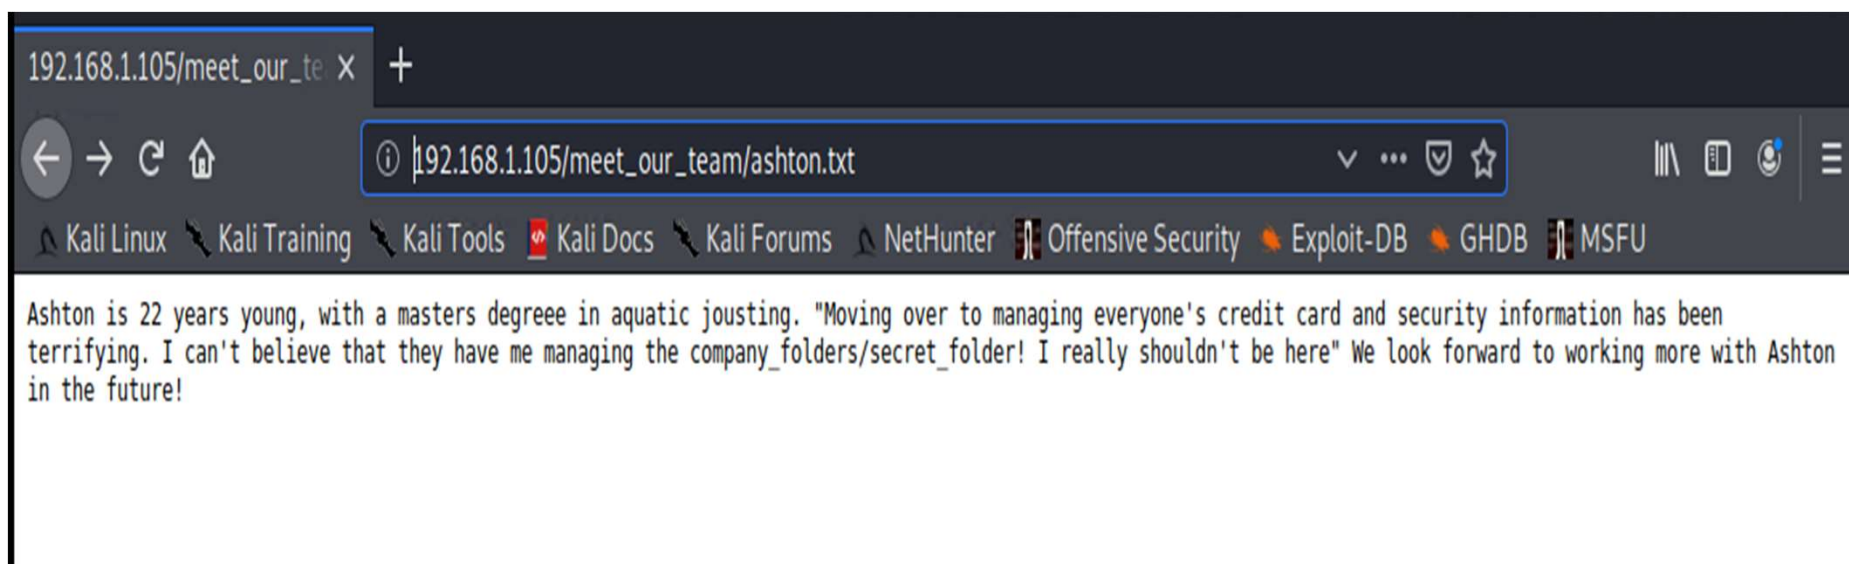 192.168.1.105/meet_our_te
192.168.1.105/meet_our_team/ashton.txt
Kali Linux Kali Training Kali Tools Kali Docs Kali Forums NetHunter Offensive Security Exploit-DB GHDB MSFU
Ashton is 22 years young, with a masters degreee in aquatic jousting. "Moving over to managing everyone's credit card and security information has been
terrifying. I can't believe that they have me managing the company_folders/secret_folder! I really shouldn't be here" We look forward to working more with Ashton
in the future!